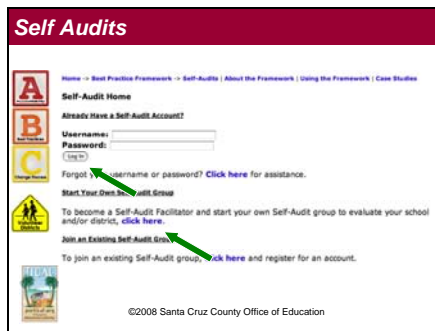 Self Audits
Home -> Best Practice Framework -> Self-Audits | About the Framework | Using the Framework | Case Studies
A
Self-Audit Home
Already Have a Self-Audit Account?
B
Username:
Password:
Log In
C
Forgot username or password? Click here for assistance.
Start Your Own Self-Audit Group
To become a Self-Audit Facilitator and start your own Self-Audit group to evaluate your school
and/or district, click here.
Join an Existing Self-Audit
To join an existing Self-Audit group, here and register for an account.
©2008 Santa Cruz County Office of Education